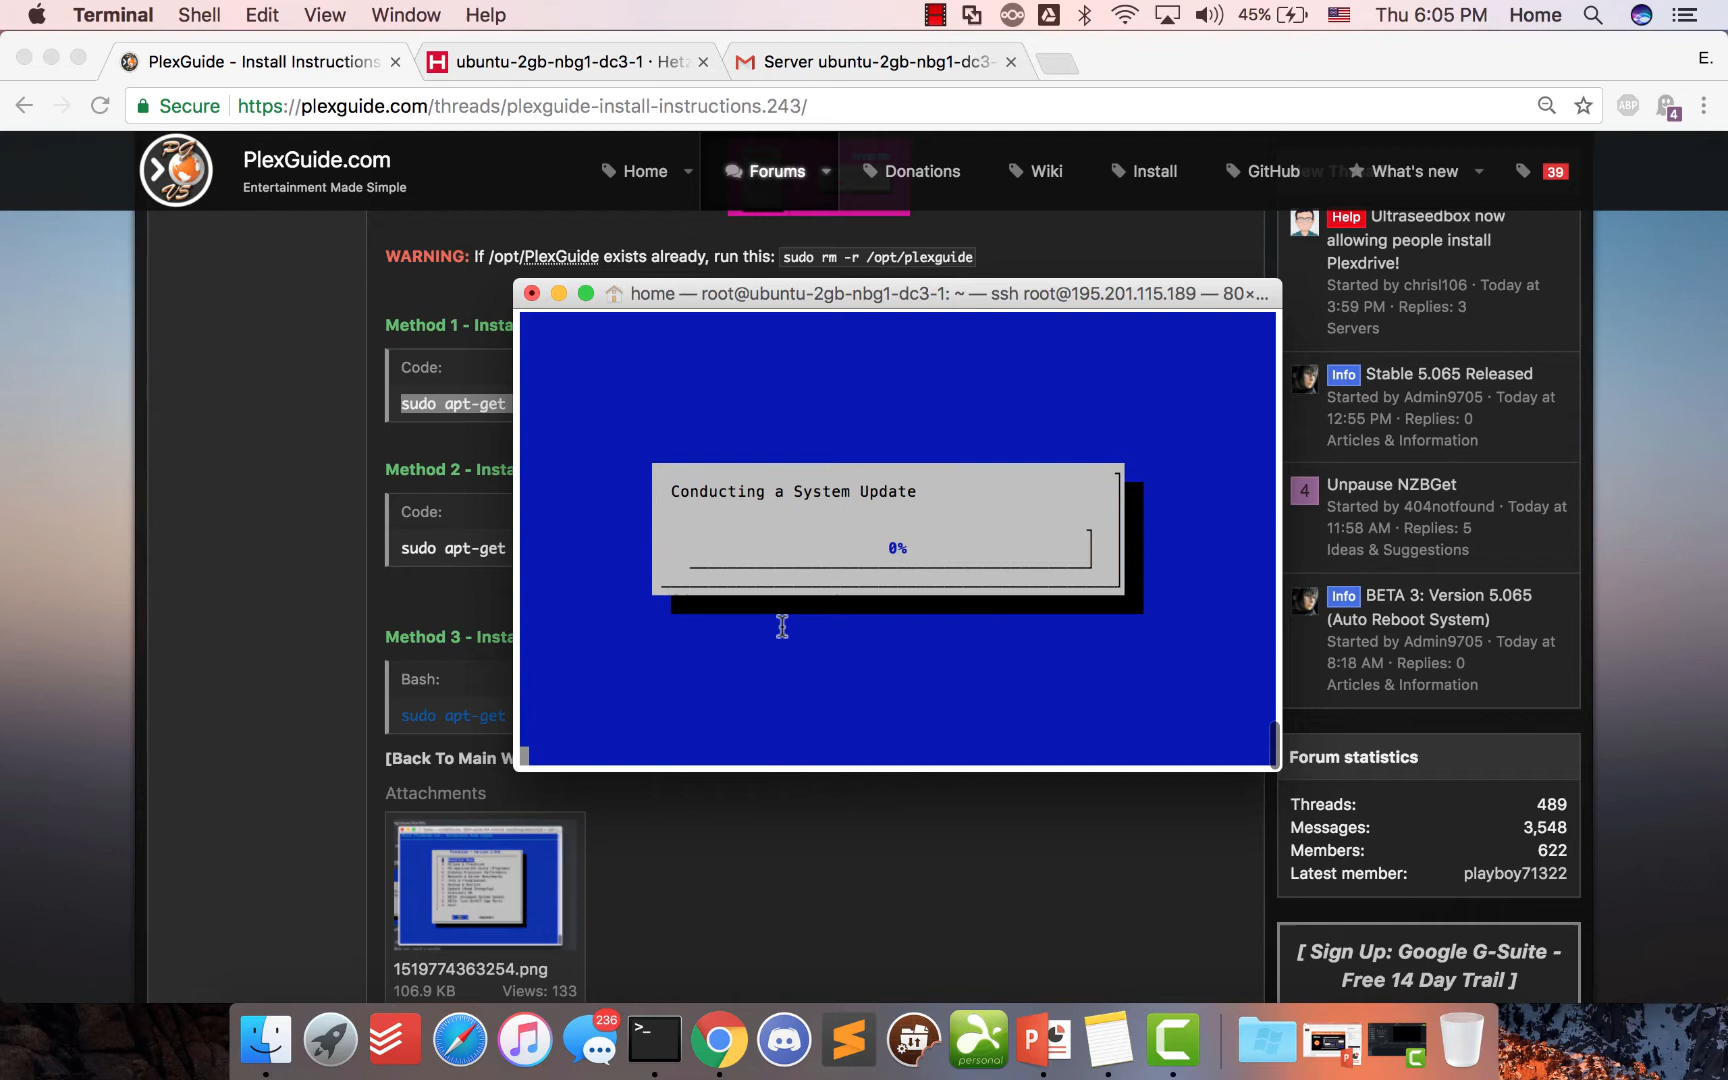 Terminal Shell Edit View Window Help 45% Thu 6:05 PM Home
PlexGuide - Install Instructions
ubuntu-2gb-nbg1-dc3-1 · Hetz
Server ubuntu-2gb-nbg1-dc3-
E.
Secure https://plexguide.com/threads/plexguide-install-instructions.243/
ABP
4
PG
V5
PlexGuide.com
Entertainment Made Simple
Home Forums Donations Wiki Install GitHub What's new 39
WARNING: If /opt/PlexGuide exists already, run this: sudo rm -r /opt/plexguide
Method 1 - Insta
Code:
sudo apt-get
Method 2 - Insta
Code:
sudo apt-get
Method 3 - Insta
Bash:
sudo apt-get
[Back To Main W
Attachments
1519774363254.png
106.9 KB Views: 133
home — root@ubuntu-2gb-nbg1-dc3-1: ~ — ssh root@195.201.115.189 — 80×...
Conducting a System Update
0%
Help Ultraseedbox now
allowing people install
Plexdrive!
Started by chrisl106 · Today at
3:59 PM · Replies: 3
Servers
Info Stable 5.065 Released
Started by Admin9705 · Today at
12:55 PM · Replies: 0
Articles & Information
4
Unpause NZBGet
Started by 404notfound · Today at
11:58 AM · Replies: 5
Ideas & Suggestions
Info BETA 3: Version 5.065
(Auto Reboot System)
Started by Admin9705 · Today at
8:18 AM · Replies: 0
Articles & Information
Forum statistics
Threads: 489
Messages: 3,548
Members: 622
Latest member: playboy71322
[ Sign Up: Google G-Suite -
Free 14 Day Trail ]
236
personal